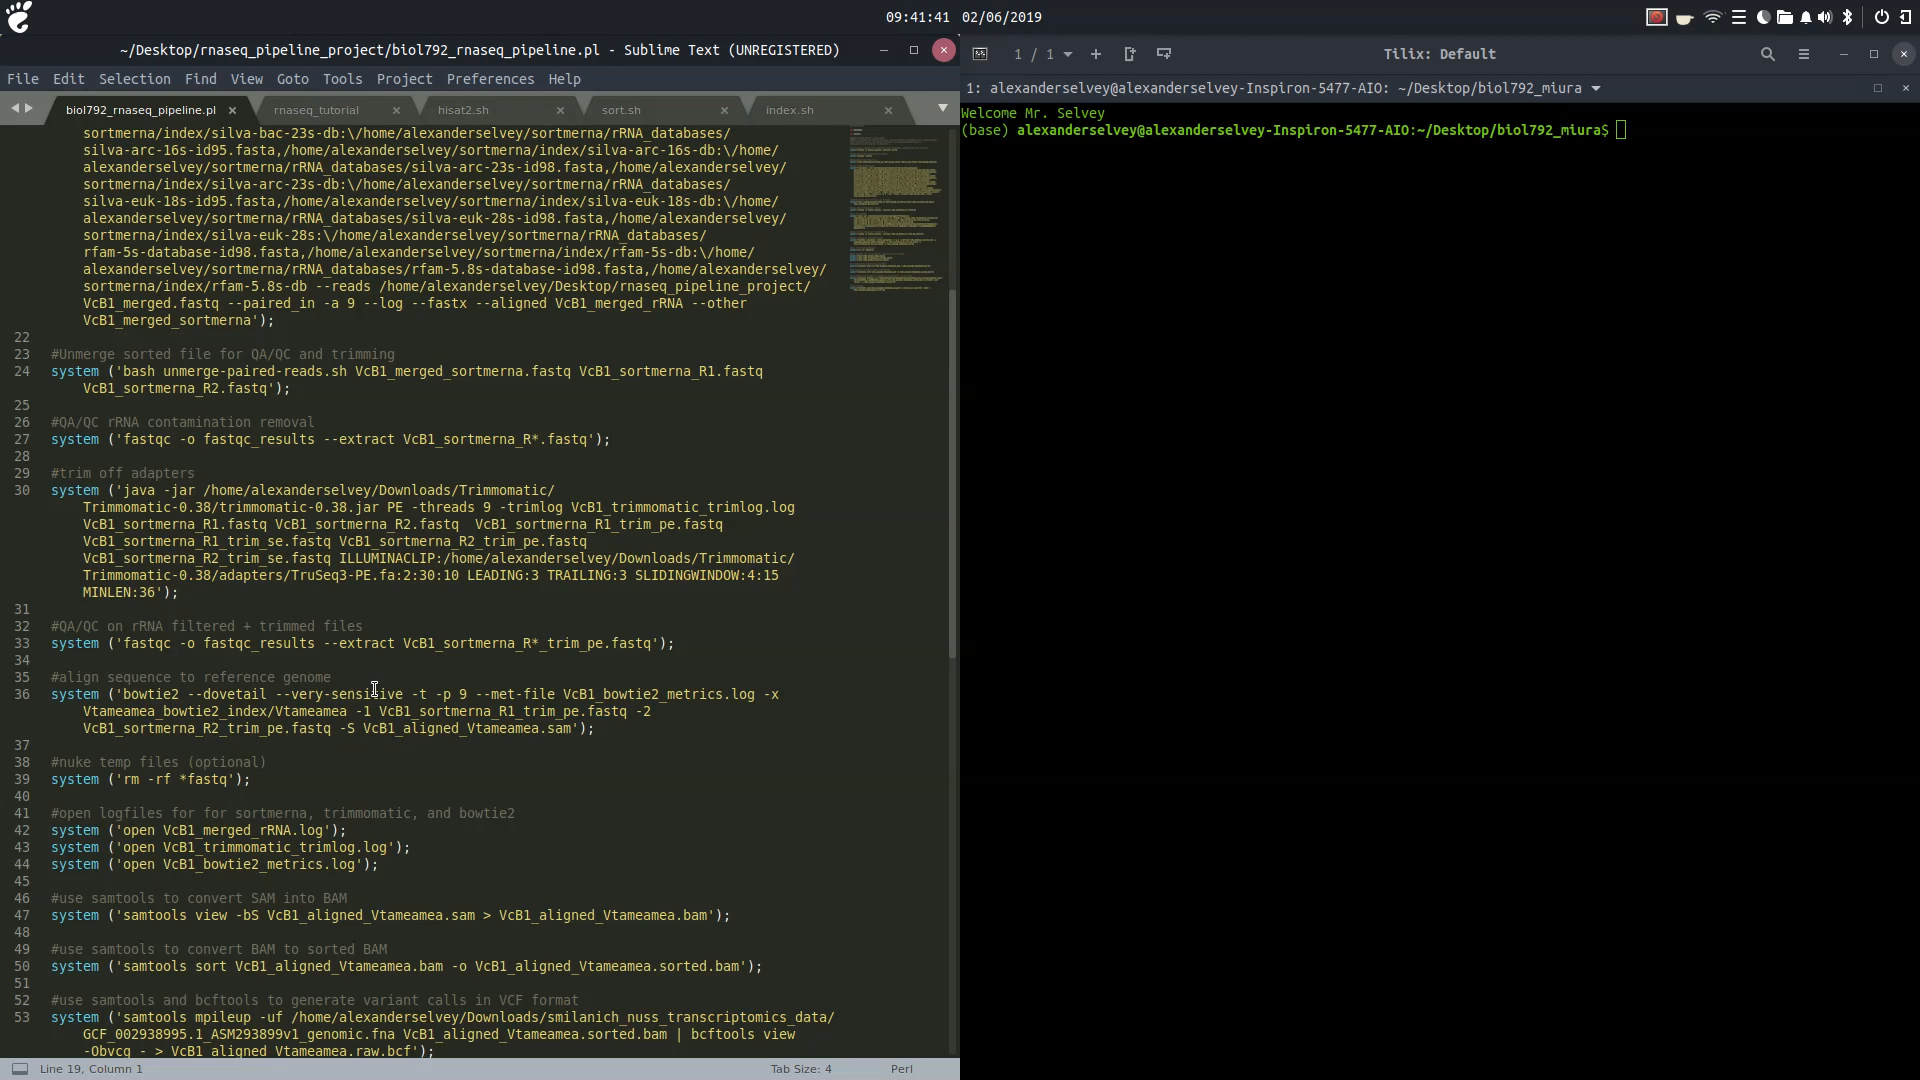 09:41:41 02/06/2019
~/Desktop/rnaseq_pipeline_project/biol792_rnaseq_pipeline.pl - Sublime Text (UNREGISTERED)
File Edit Selection Find View Goto Tools Project Preferences Help
biol792_rnaseq_pipeline.pl rnaseq_tutorial hisat2.sh sort.sh index.sh
sortmerna/index/silva-bac-23s-db:\/home/alexanderselvey/sortmerna/rRNA_databases/
silva-arc-16s-id95.fasta,/home/alexanderselvey/sortmerna/index/silva-arc-16s-db:\/home/
alexanderselvey/sortmerna/rRNA_databases/silva-arc-23s-id98.fasta,/home/alexanderselvey/
sortmerna/index/silva-arc-23s-db:\/home/alexanderselvey/sortmerna/rRNA_databases/
silva-euk-18s-id95.fasta,/home/alexanderselvey/sortmerna/index/silva-euk-18s-db:\/home/
alexanderselvey/sortmerna/rRNA_databases/silva-euk-28s-id98.fasta,/home/alexanderselvey/
sortmerna/index/silva-euk-28s:\/home/alexanderselvey/sortmerna/rRNA_databases/
rfam-5s-database-id98.fasta,/home/alexanderselvey/sortmerna/index/rfam-5s-db:\/home/
alexanderselvey/sortmerna/rRNA_databases/rfam-5.8s-database-id98.fasta,/home/alexanderselvey/
sortmerna/index/rfam-5.8s-db --reads /home/alexanderselvey/Desktop/rnaseq_pipeline_project/
VcB1_merged.fastq --paired_in -a 9 --log --fastx --aligned VcB1_merged_rRNA --other
VcB1_merged_sortmerna');
22
23 #Unmerge sorted file for QA/QC and trimming
24 system ('bash unmerge-paired-reads.sh VcB1_merged_sortmerna.fastq VcB1_sortmerna_R1.fastq
VcB1_sortmerna_R2.fastq');
25
26 #QA/QC rRNA contamination removal
27 system ('fastqc -o fastqc_results --extract VcB1_sortmerna_R*.fastq');
28
29 #trim off adapters
30 system ('java -jar /home/alexanderselvey/Downloads/Trimmomatic/
Trimmomatic-0.38/trimmomatic-0.38.jar PE -threads 9 -trimlog VcB1_trimmomatic_trimlog.log
VcB1_sortmerna_R1.fastq VcB1_sortmerna_R2.fastq  VcB1_sortmerna_R1_trim_pe.fastq
VcB1_sortmerna_R1_trim_se.fastq VcB1_sortmerna_R2_trim_pe.fastq
VcB1_sortmerna_R2_trim_se.fastq ILLUMINACLIP:/home/alexanderselvey/Downloads/Trimmomatic/
Trimmomatic-0.38/adapters/TruSeq3-PE.fa:2:30:10 LEADING:3 TRAILING:3 SLIDINGWINDOW:4:15
MINLEN:36');
31
32 #QA/QC on rRNA filtered + trimmed files
33 system ('fastqc -o fastqc_results --extract VcB1_sortmerna_R*_trim_pe.fastq');
34
35 #align sequence to reference genome
36 system ('bowtie2 --dovetail --very-sensitive -t -p 9 --met-file VcB1_bowtie2_metrics.log -x
Vtameamea_bowtie2_index/Vtameamea -1 VcB1_sortmerna_R1_trim_pe.fastq -2
VcB1_sortmerna_R2_trim_pe.fastq -S VcB1_aligned_Vtameamea.sam');
37
38 #nuke temp files (optional)
39 system ('rm -rf *fastq');
40
41 #open logfiles for for sortmerna, trimmomatic, and bowtie2
42 system ('open VcB1_merged_rRNA.log');
43 system ('open VcB1_trimmomatic_trimlog.log');
44 system ('open VcB1_bowtie2_metrics.log');
45
46 #use samtools to convert SAM into BAM
47 system ('samtools view -bS VcB1_aligned_Vtameamea.sam > VcB1_aligned_Vtameamea.bam');
48
49 #use samtools to convert BAM to sorted BAM
50 system ('samtools sort VcB1_aligned_Vtameamea.bam -o VcB1_aligned_Vtameamea.sorted.bam');
51
52 #use samtools and bcftools to generate variant calls in VCF format
53 system ('samtools mpileup -uf /home/alexanderselvey/Downloads/smilanich_nuss_transcriptomics_data/
GCF_002938995.1_ASM293899v1_genomic.fna VcB1_aligned_Vtameamea.sorted.bam | bcftools view
-Obvcg - > VcB1_aligned_Vtameamea.raw.bcf');
Line 19, Column 1 Tab Size: 4 Perl
1 / 1 Tilix: Default
1: alexanderselvey@alexanderselvey-Inspiron-5477-AIO: ~/Desktop/biol792_miura
Welcome Mr. Selvey
(base) alexanderselvey@alexanderselvey-Inspiron-5477-AIO:~/Desktop/biol792_miura$